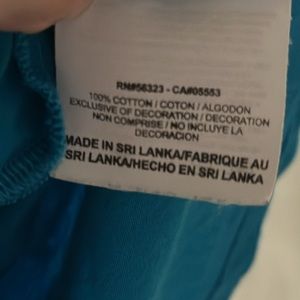 RN#56323 - CA#05553
100% COTTON / COTON / ALGODON
EXCLUSIVE OF DECORATION / DECORATION
NON COMPRISE / NO INCLUYE LA
DECORACION
MADE IN SRI LANKA/FABRIQUE AU
SRI LANKA/HECHO EN SRI LANKA